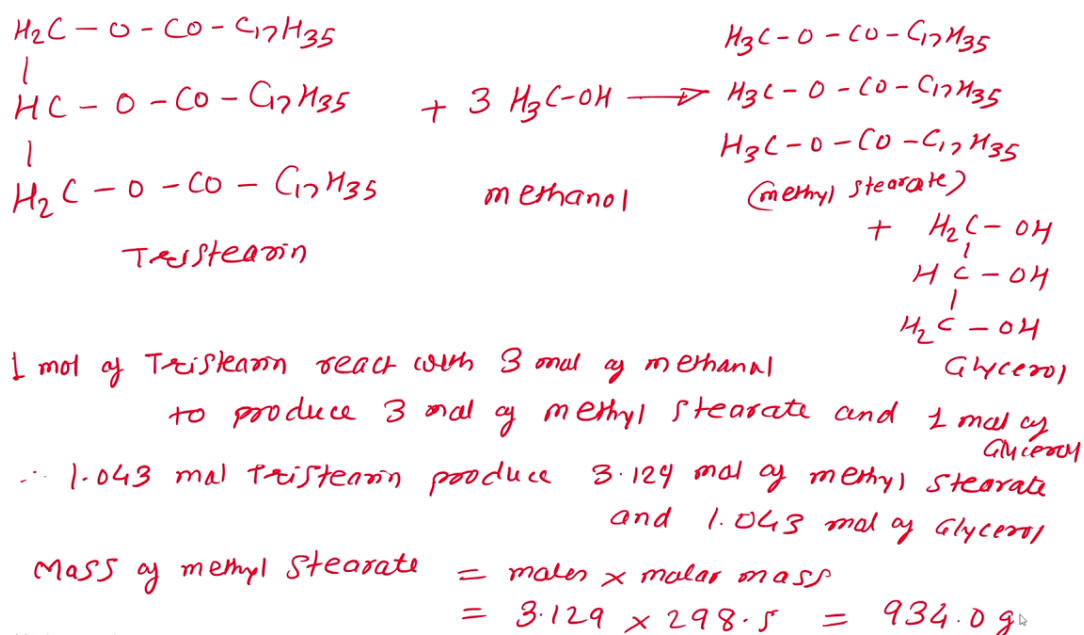 H₂C – O – CO – C₁₇H₃₅
|
HC – O – CO – C₁₇H₃₅ + 3 H₃C–OH ⟶ H₃C – O – CO – C₁₇H₃₅
|
H₂C – O – CO – C₁₇H₃₅ methanol
Tristearin
H₃C – O – CO – C₁₇H₃₅
H₃C – O – CO – C₁₇H₃₅
(methyl stearate)
+ H₂C – OH
|
HC – OH
|
H₂C – OH
Glycerol
1 mol of Tristearin react with 3 mol of methanol
to produce 3 mol of methyl stearate and 1 mol of
Glycerol
∴ 1.043 mol Tristearin produce 3.129 mol of methyl stearate
and 1.043 mol of Glycerol
Mass of methyl stearate = moles × molar mass
= 3.129 × 298.5 = 934.0 g